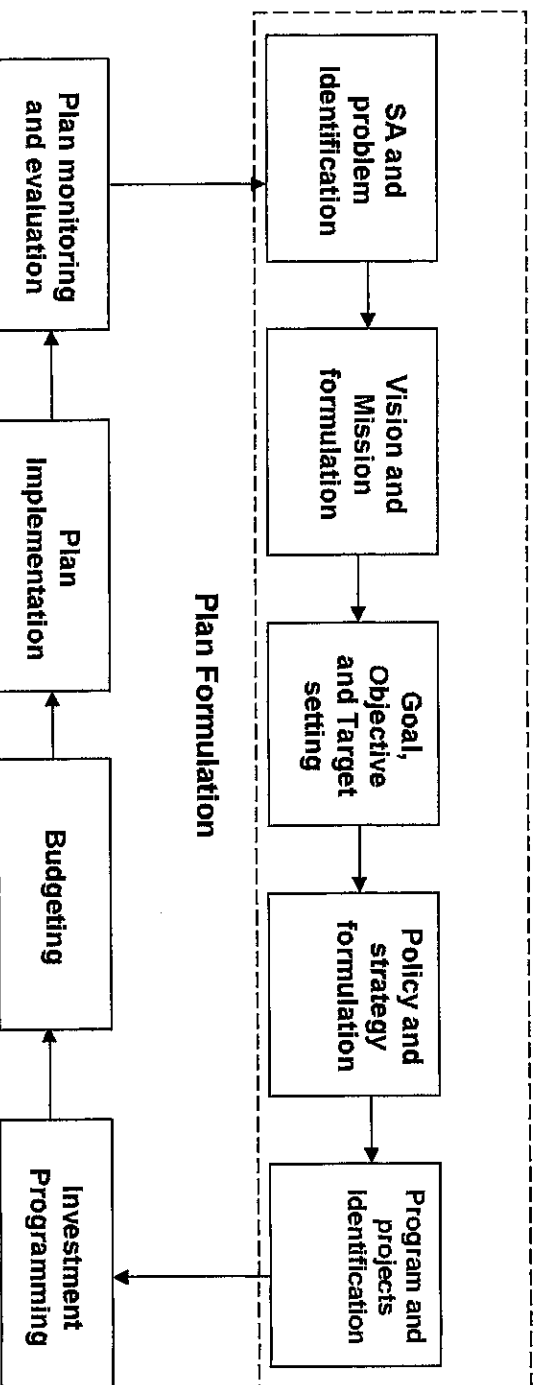 SA and
problem
Identification
Vision and
Mission
formulation
Goal,
Objective
and Target
setting
Policy and
strategy
formulation
Program and
projects
Identification
Plan Formulation
Plan monitoring
and evaluation
Plan
Implementation
Budgeting
Investment
Programming